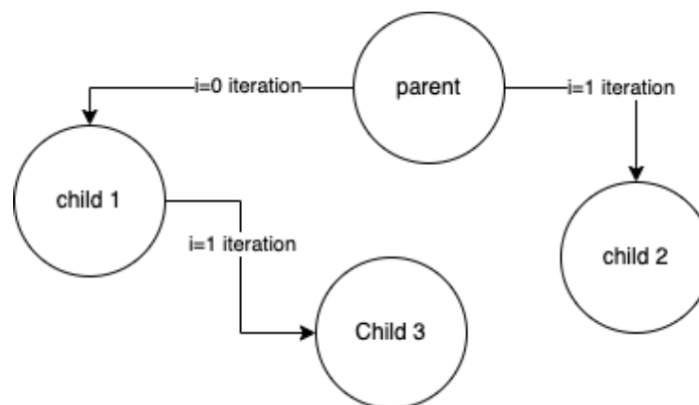 parent
i=0 iteration
i=1 iteration
child 1
i=1 iteration
child 2
Child 3